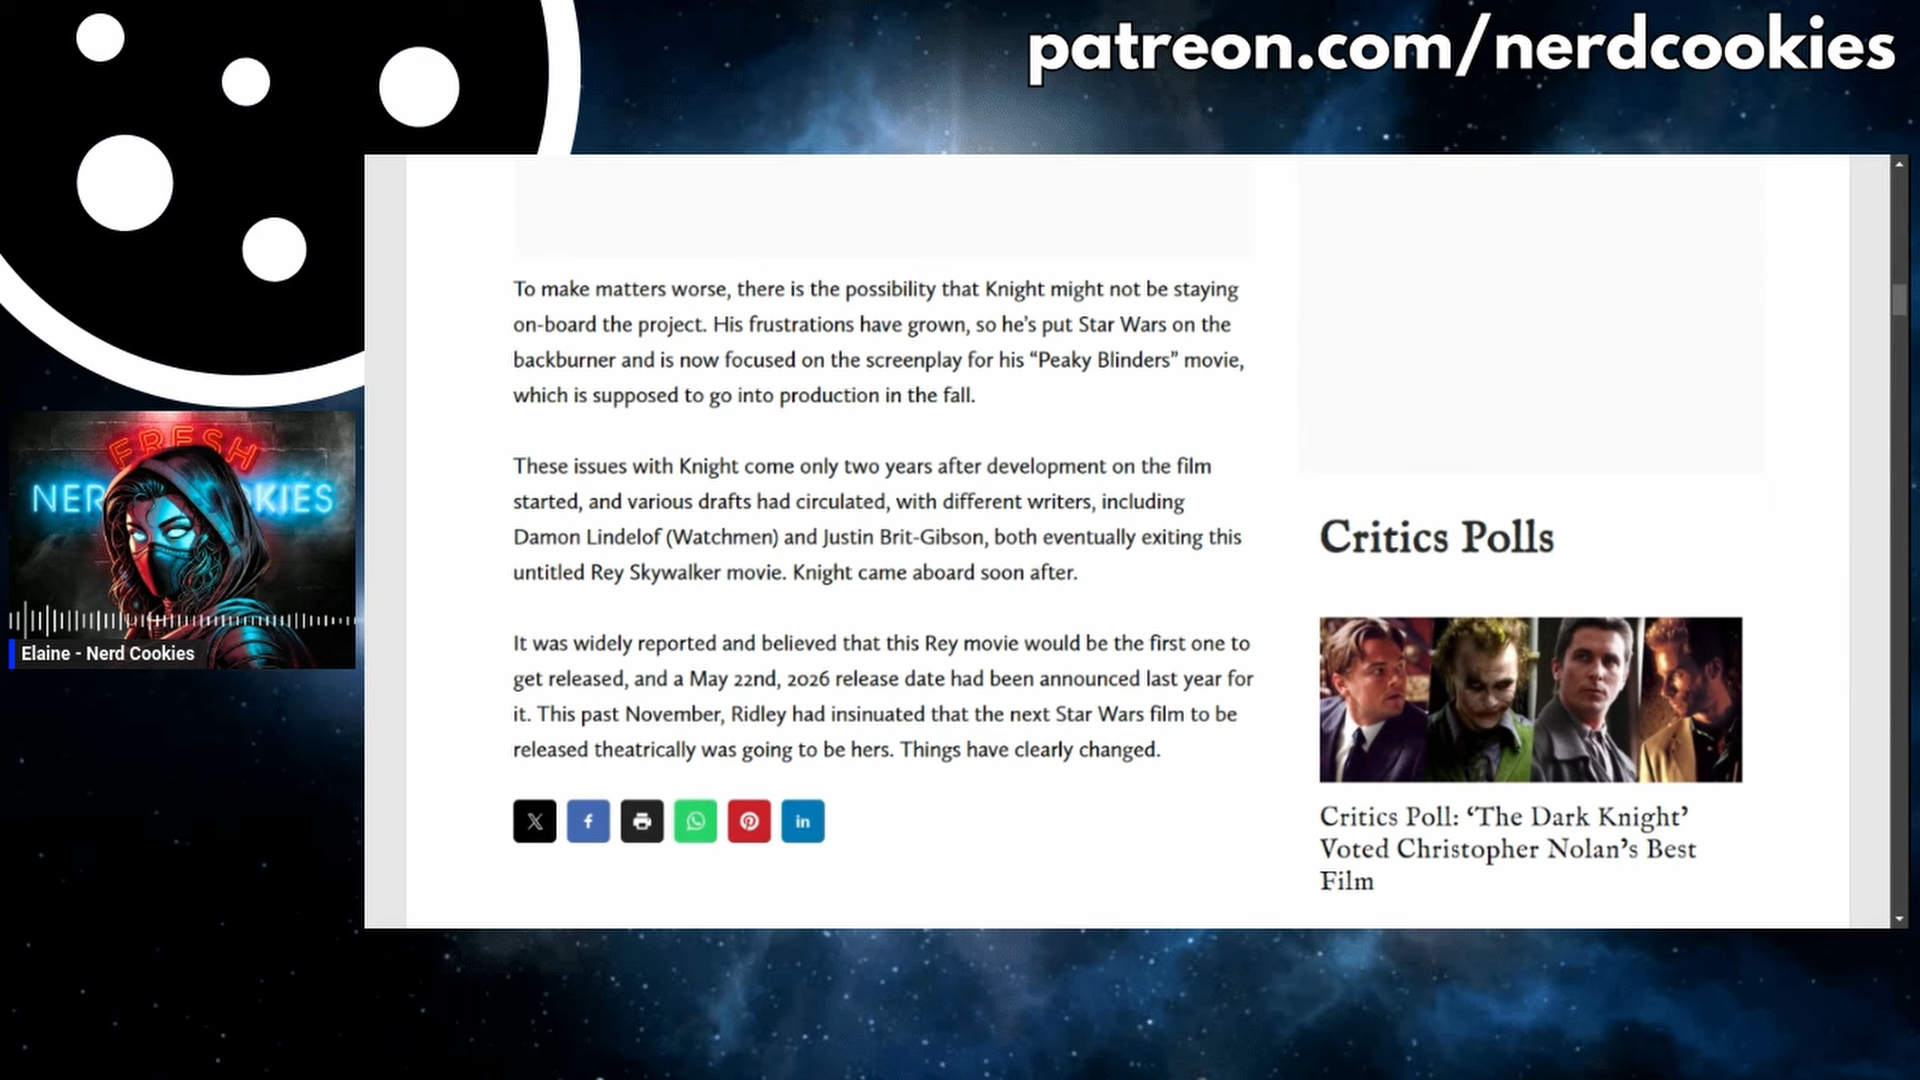 patreon.com/nerdcookies
To make matters worse, there is the possibility that Knight might not be staying
on-board the project. His frustrations have grown, so he's put Star Wars on the
backburner and is now focused on the screenplay for his “Peaky Blinders” movie,
which is supposed to go into production in the fall.
These issues with Knight come only two years after development on the film
started, and various drafts had circulated, with different writers, including
Damon Lindelof (Watchmen) and Justin Brit-Gibson, both eventually exiting this
untitled Rey Skywalker movie. Knight came aboard soon after.
It was widely reported and believed that this Rey movie would be the first one to
get released, and a May 22nd, 2026 release date had been announced last year for
it. This past November, Ridley had insinuated that the next Star Wars film to be
released theatrically was going to be hers. Things have clearly changed.
Critics Polls
Critics Poll: ‘The Dark Knight’
Voted Christopher Nolan’s Best
Film
FRESH
NER KIES
Elaine - Nerd Cookies